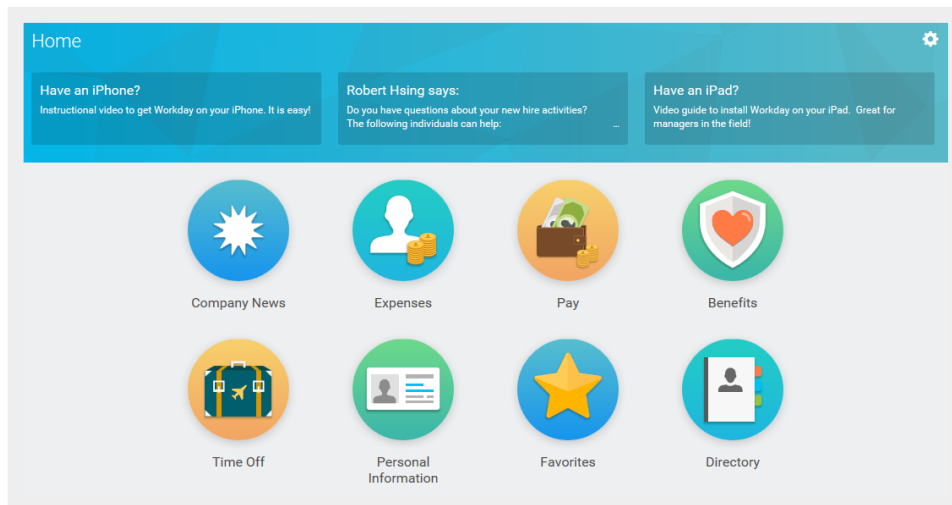 Home
Have an iPhone?
Instructional video to get Workday on your iPhone. It is easy!
Robert Hsing says:
Do you have questions about your new hire activities?
The following individuals can help: ...
Have an iPad?
Video guide to install Workday on your iPad. Great for
managers in the field!
Company News
Expenses
Pay
Benefits
Time Off
Personal
Information
Favorites
Directory